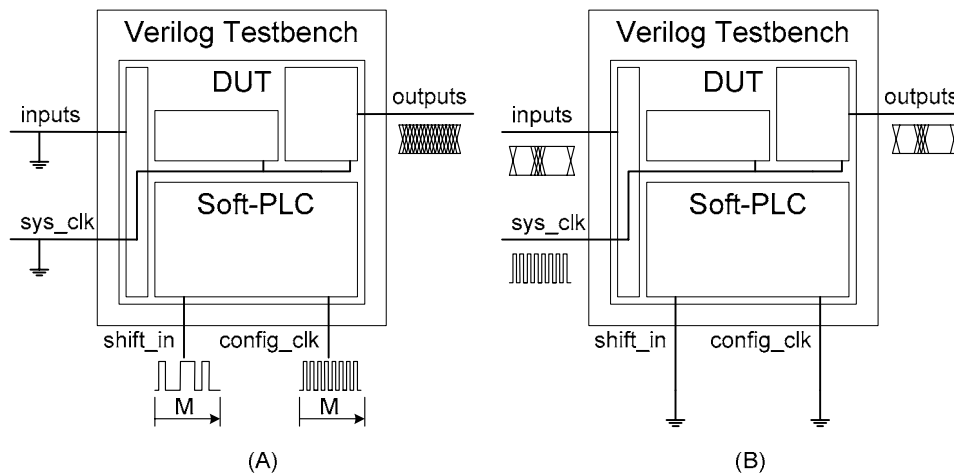 Verilog Testbench
DUT
inputs
outputs
Soft-PLC
sys_clk
shift_in
config_clk
M
M
(A)
Verilog Testbench
DUT
inputs
outputs
Soft-PLC
sys_clk
shift_in
config_clk
(B)